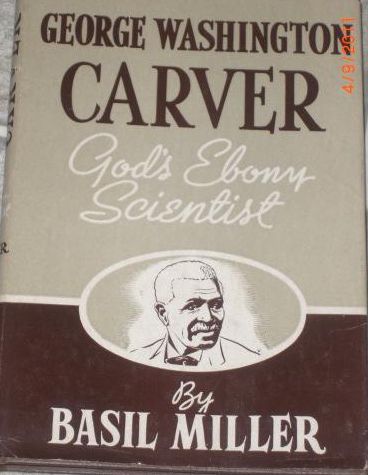 GEORGE WASHINGTON
CARVER
God's Ebony
Scientist
By
BASIL MILLER
4/9/2011